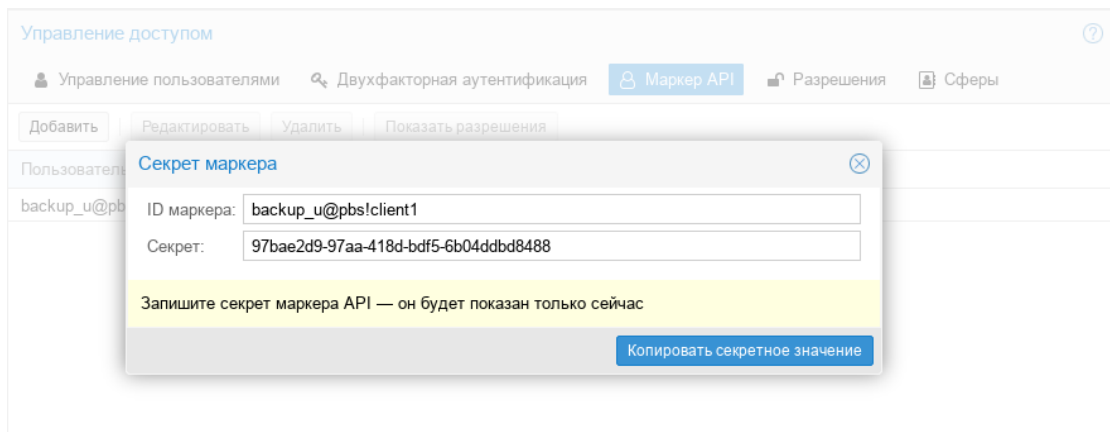 Управление доступом
Управление пользователями Двухфакторная аутентификация Маркер API Разрешения Сферы
Добавить Редактировать Удалить Показать разрешения
Пользователь
Секрет маркера
backup_u@pb
ID маркера: backup_u@pbs!client1
Секрет: 97bae2d9-97aa-418d-bdf5-6b04ddbd8488
Запишите секрет маркера API — он будет показан только сейчас
Копировать секретное значение